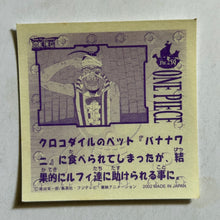 ONE PIECE
クロコダイルのペット『バナナワ
ニ』に食べられてしまったが、結
果的にルフィ達に助けられる事に。
©尾田栄一郎/集英社・フジテレビ・東映アニメーション 2002 MADE IN JAPAN